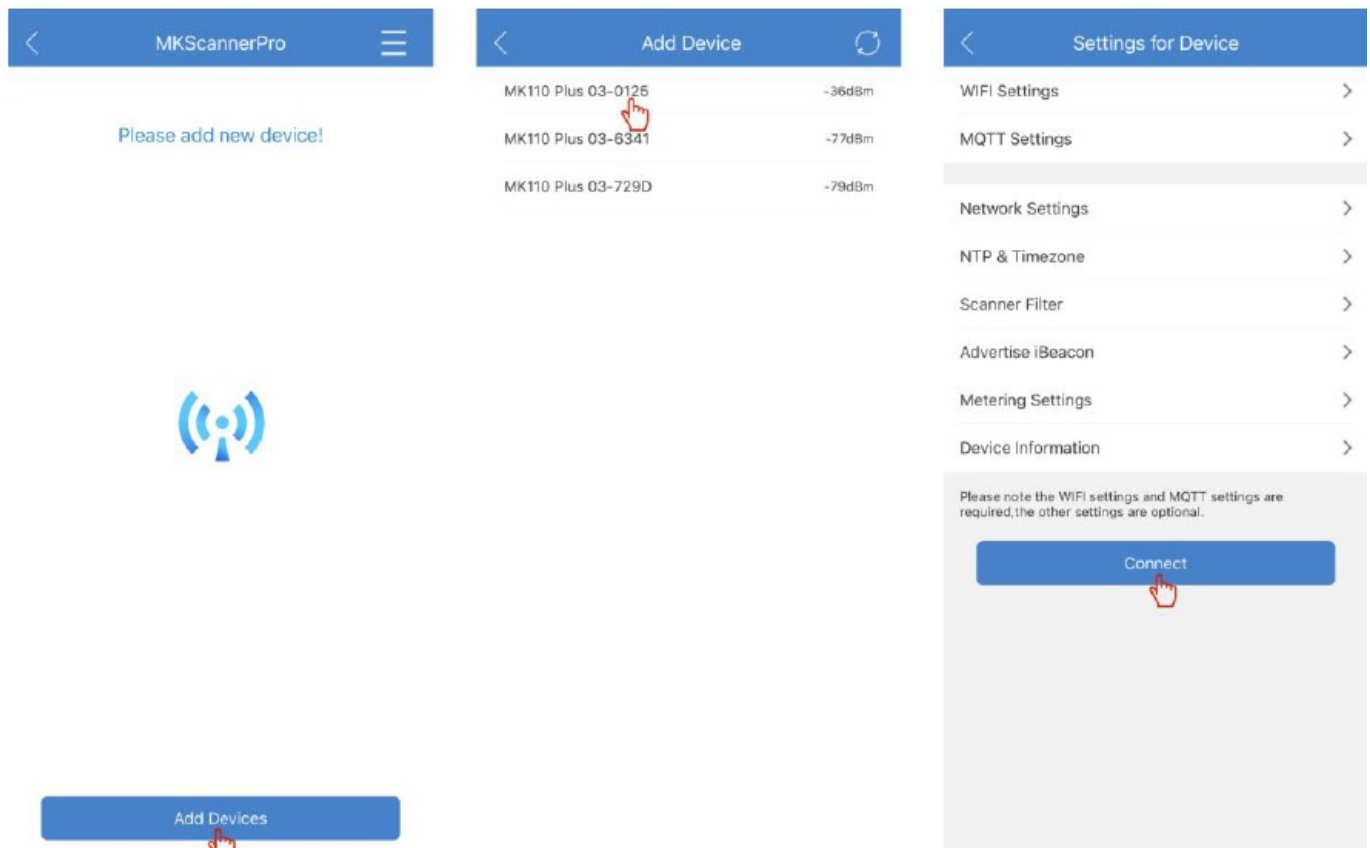 MKScannerPro
Please add new device!
Add Devices
Add Device
MK110 Plus 03-0125 -36dBm
MK110 Plus 03-6341 -77dBm
MK110 Plus 03-729D -79dBm
Settings for Device
WIFI Settings
MQTT Settings
Network Settings
NTP & Timezone
Scanner Filter
Advertise iBeacon
Metering Settings
Device Information
Please note the WIFI settings and MQTT settings are
required,the other settings are optional.
Connect